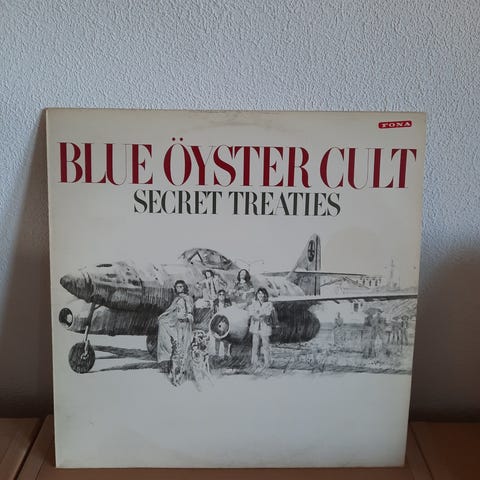 FONA
BLUE ÖYSTER CULT
SECRET TREATIES